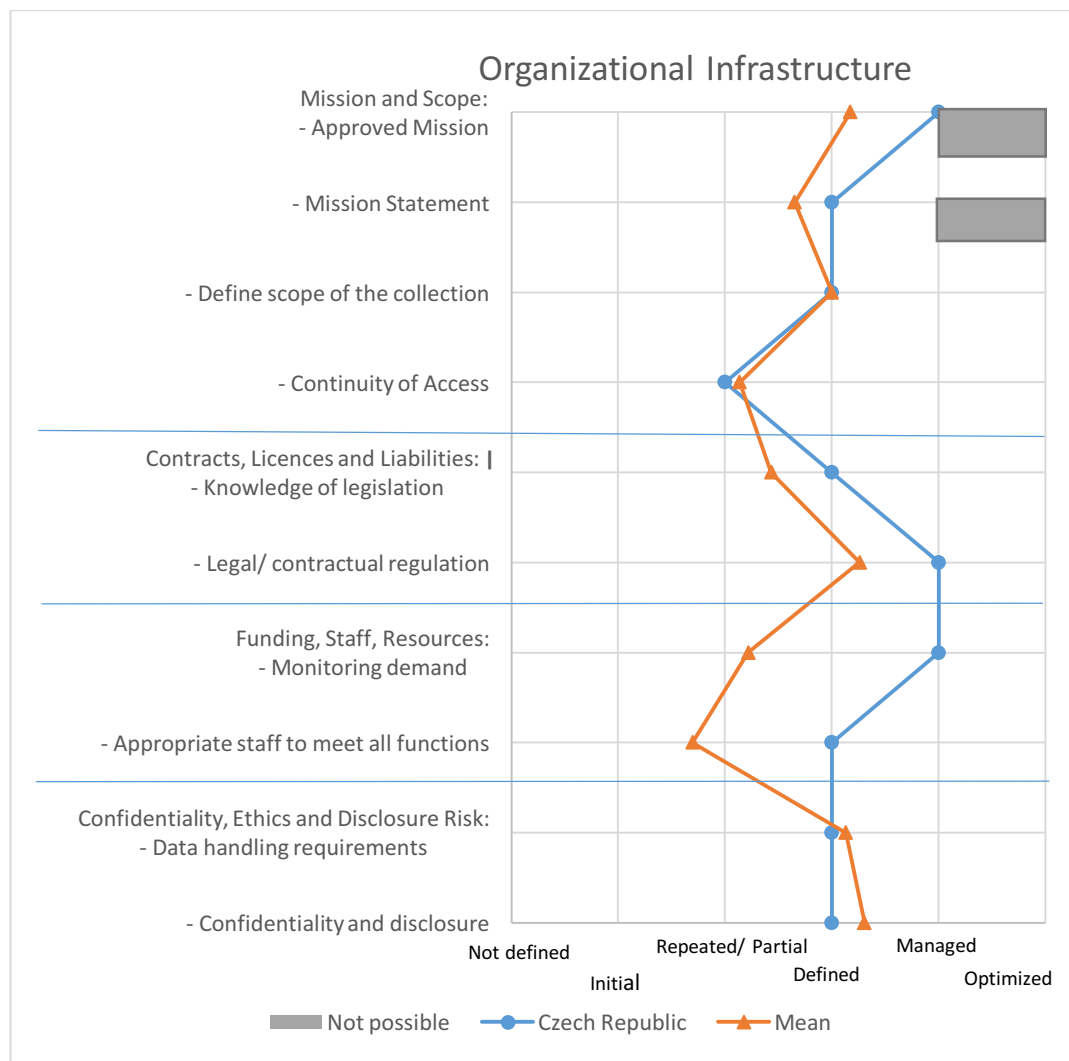 Organizational Infrastructure
Mission and Scope:
- Approved Mission
- Mission Statement
- Define scope of the collection
- Continuity of Access
Contracts, Licences and Liabilities: |
- Knowledge of legislation
- Legal/ contractual regulation
Funding, Staff, Resources:
- Monitoring demand
- Appropriate staff to meet all functions
Confidentiality, Ethics and Disclosure Risk:
- Data handling requirements
- Confidentiality and disclosure
Not defined
Initial
Repeated/ Partial
Defined
Managed
Optimized
Not possible
Czech Republic
Mean